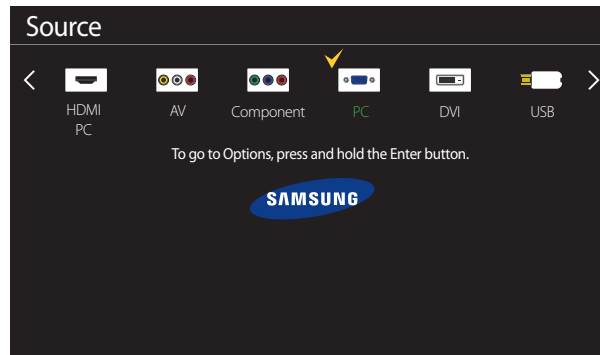 Source
HDMI AV Component PC DVI USB
PC
To go to Options, press and hold the Enter button.
SAMSUNG